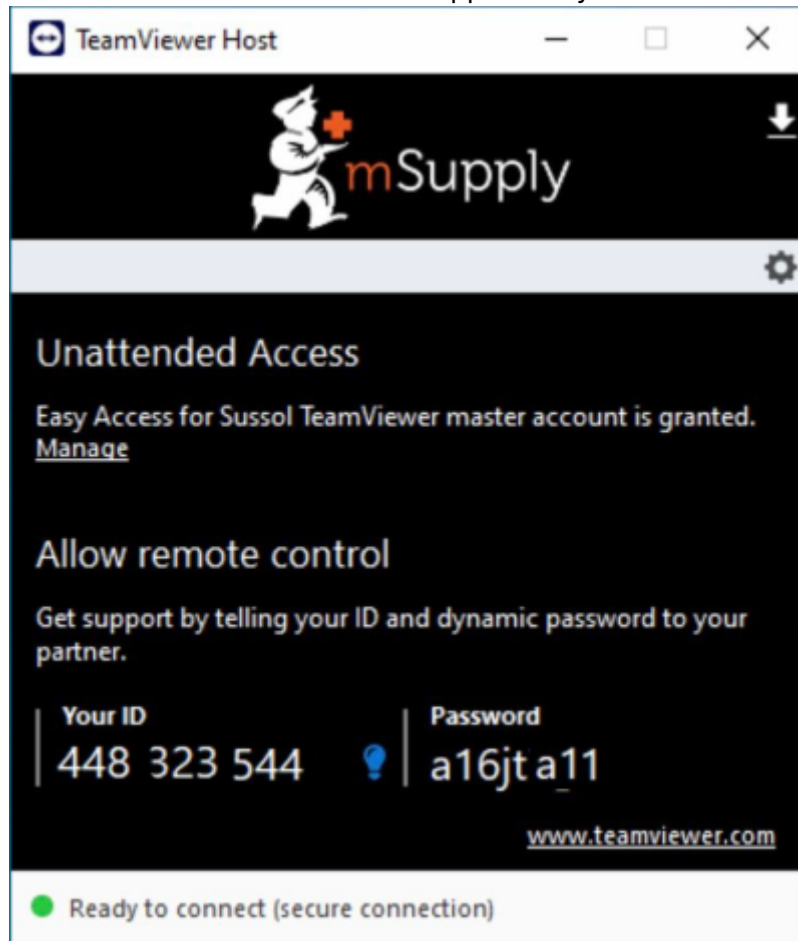 TeamViewer Host
mSupply
Unattended Access
Easy Access for Sussol TeamViewer master account is granted.
Manage
Allow remote control
Get support by telling your ID and dynamic password to your
partner.
Your ID
448 323 544
Password
a16jt a11
www.teamviewer.com
Ready to connect (secure connection)